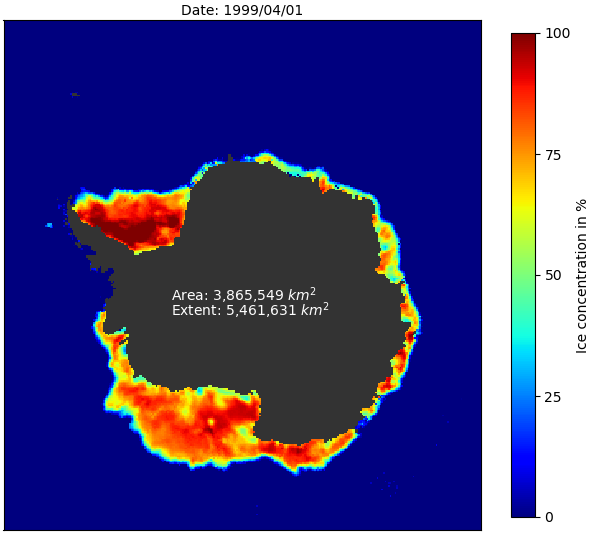 Date: 1999/04/01
Area: 3,865,549 km²
Extent: 5,461,631 km²
100
75
50
25
0
Ice concentration in %